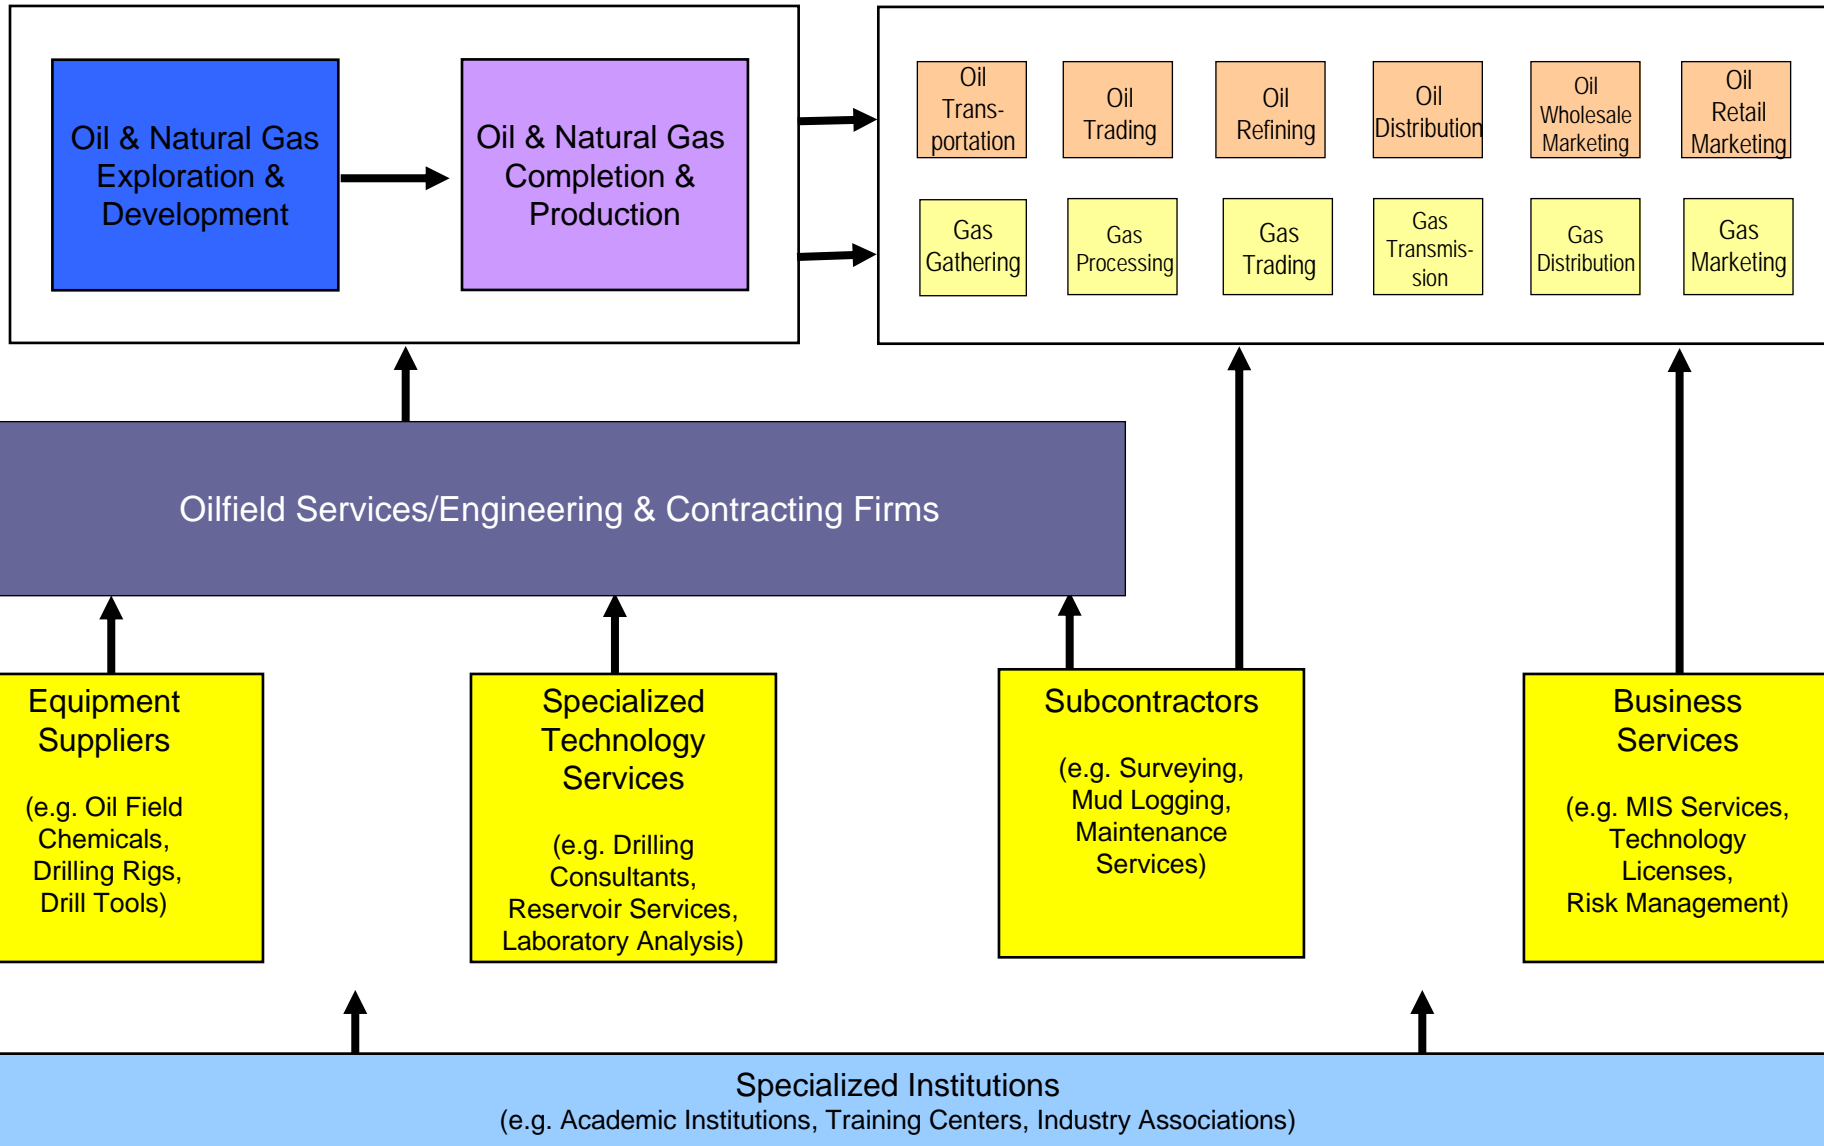 Oil & Natural Gas
Exploration &
Development
Oil & Natural Gas
Completion &
Production
Oil
Trans-
portation
Oil
Trading
Oil
Refining
Oil
Distribution
Oil
Wholesale
Marketing
Oil
Retail
Marketing
Gas
Gathering
Gas
Processing
Gas
Trading
Gas
Transmis-
sion
Gas
Distribution
Gas
Marketing
Oilfield Services/Engineering & Contracting Firms
Equipment
Suppliers
(e.g. Oil Field
Chemicals,
Drilling Rigs,
Drill Tools)
Specialized
Technology
Services
(e.g. Drilling
Consultants,
Reservoir Services,
Laboratory Analysis)
Subcontractors
(e.g. Surveying,
Mud Logging,
Maintenance
Services)
Business
Services
(e.g. MIS Services,
Technology
Licenses,
Risk Management)
Specialized Institutions
(e.g. Academic Institutions, Training Centers, Industry Associations)